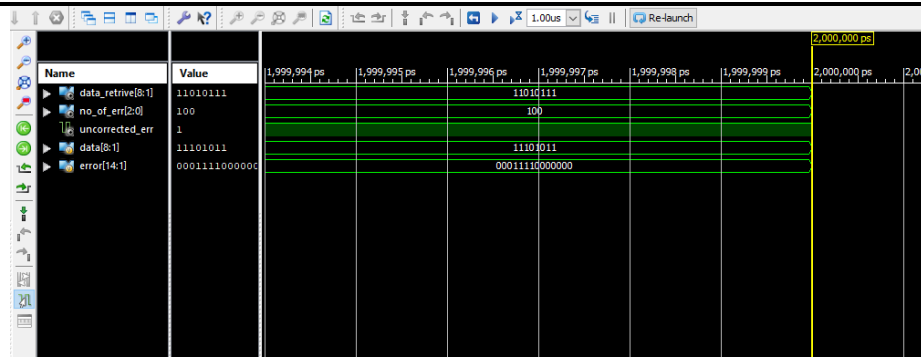 1.00us Re-launch
2,000,000 ps
Name Value 1,999,994 ps 1,999,995 ps 1,999,996 ps 1,999,997 ps 1,999,998 ps 1,999,999 ps 2,000,000 ps
data_retrive[8:1] 11010111 11010111
no_of_err[2:0] 100 100
uncorrected_err 1
data[8:1] 11101011 11101011
error[14:1] 0001111000000 00011110000000